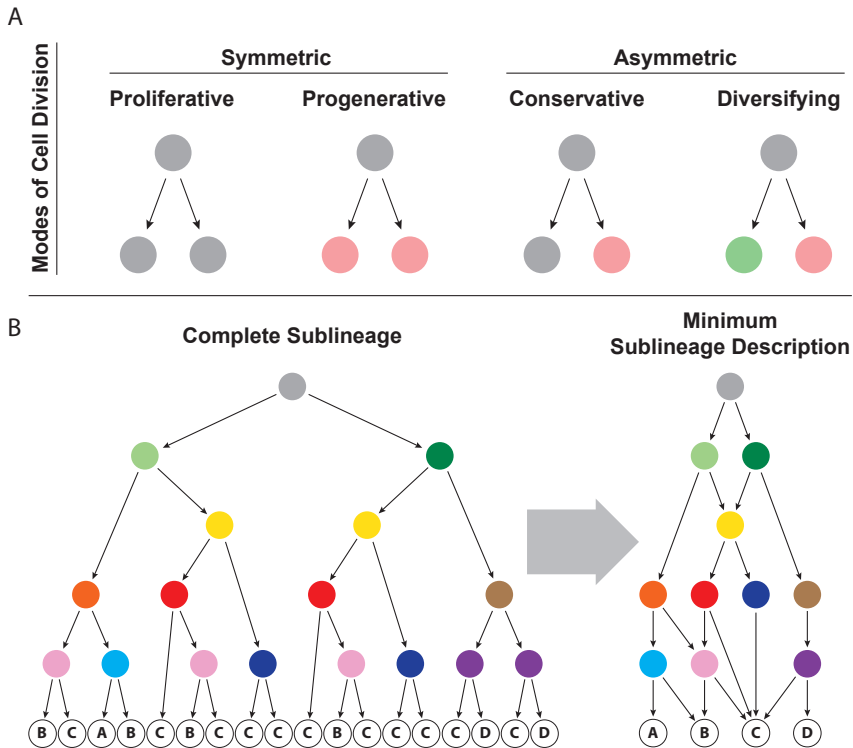 A
Modes of Cell Division
Symmetric
Asymmetric
Proliferative
Progenerative
Conservative
Diversifying
B
Complete Sublineage
Minimum
Sublineage Description
B C A B C B C C C C B C C C C D C D
A B C D